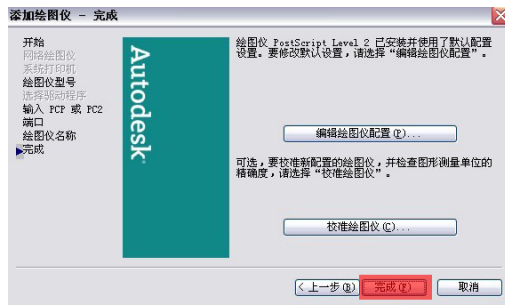 添加绘图仪 - 完成
开始
网络绘图仪
系统打印机
绘图仪型号
选择驱动程序
输入 PCP 或 PC2
端口
绘图仪名称
完成
Autodesk
绘图仪 PostScript Level 2 已安装并使用了默认配置
设置。要修改默认设置，请选择“编辑绘图仪配置”。
编辑绘图仪配置(P)...
可选，要校准新配置的绘图仪，并检查图形测量单位的
精确度，请选择“校准绘图仪”。
校准绘图仪(C)...
< 上一步(B)
完成(F)
取消